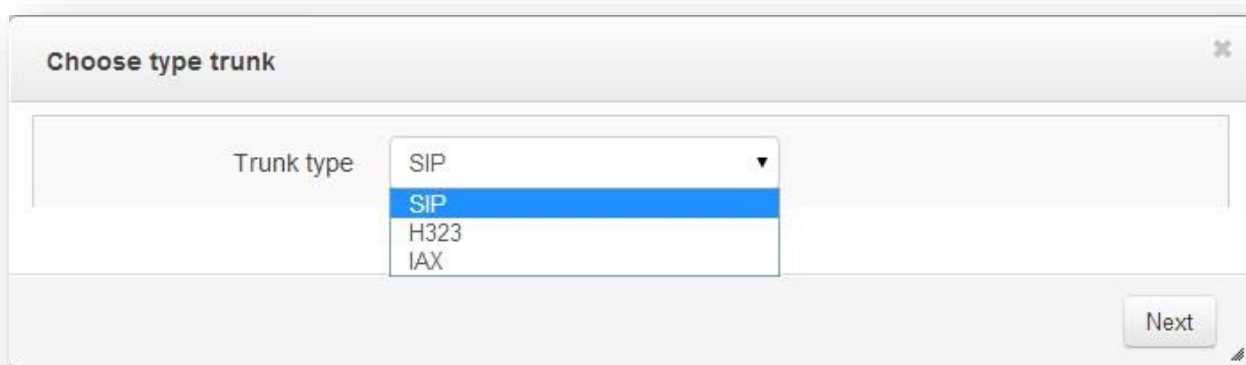 Choose type trunk
Trunk type SIP
SIP
H323
IAX
Next